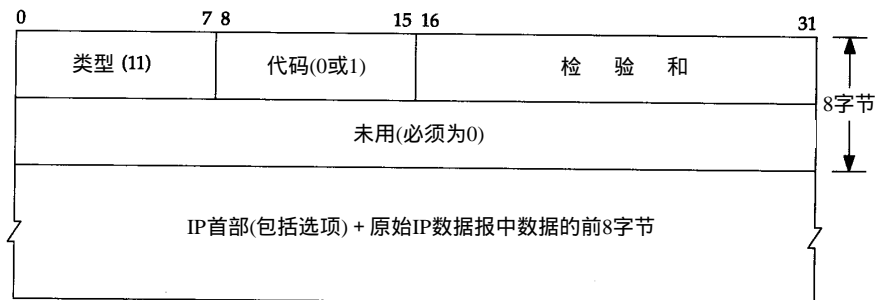 0 7 8 15 16 31
类型 (11) 代码(0或1) 检 验 和
8字节
未用(必须为0)
IP首部(包括选项) + 原始IP数据报中数据的前8字节